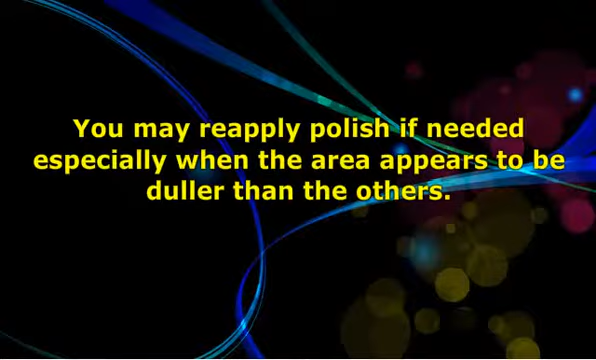 You may reapply polish if needed
especially when the area appears to be
duller than the others.